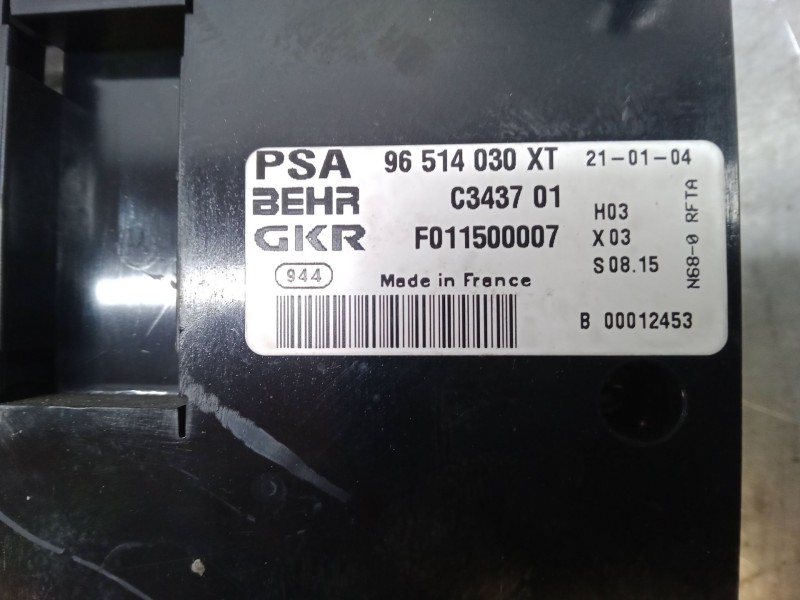 PSA 96 514 030 XT 21-01-04
BEHR C3437 01 H03
GKR F011500007 X03
944 Made in France S08.15
B 00012453
N68-0 RFTA